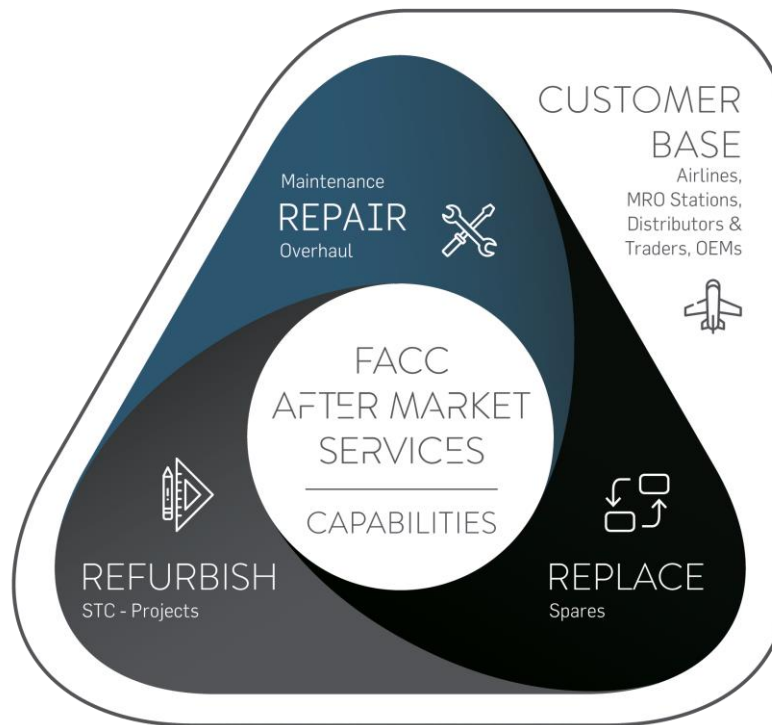 CUSTOMER
BASE
Airlines,
MRO Stations,
Distributors &
Traders, OEMs
Maintenance
REPAIR
Overhaul
FACC
AFTER MARKET
SERVICES
CAPABILITIES
REFURBISH
STC - Projects
REPLACE
Spares